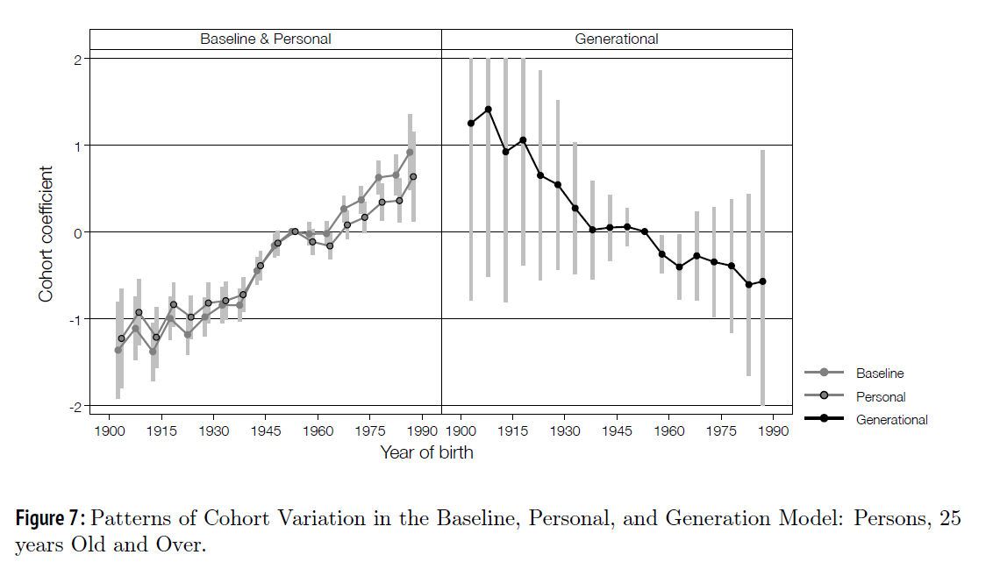 Baseline & Personal
Generational
2
1
0
-1
-2
Cohort coefficient
1900 1915 1930 1945 1960 1975 1990
1900 1915 1930 1945 1960 1975 1990
Year of birth
Baseline
Personal
Generational
Figure 7: Patterns of Cohort Variation in the Baseline, Personal, and Generation Model: Persons, 25
years Old and Over.